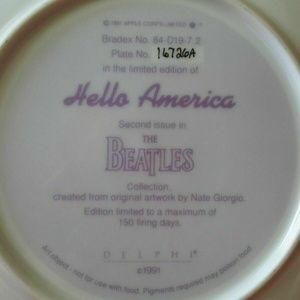 © 1991 APPLE CORPS LIMITED
Bradex No. 84-D19-7.2
Plate No. 16726A
in the limited edition of
Hello America
Second issue in
THE
BEATLES
Collection,
created from original artwork by Nate Giorgio.
Edition limited to a maximum of
150 firing days.
DELPHI
©1991
Art object - not for use with food. Pigments required may poison food.